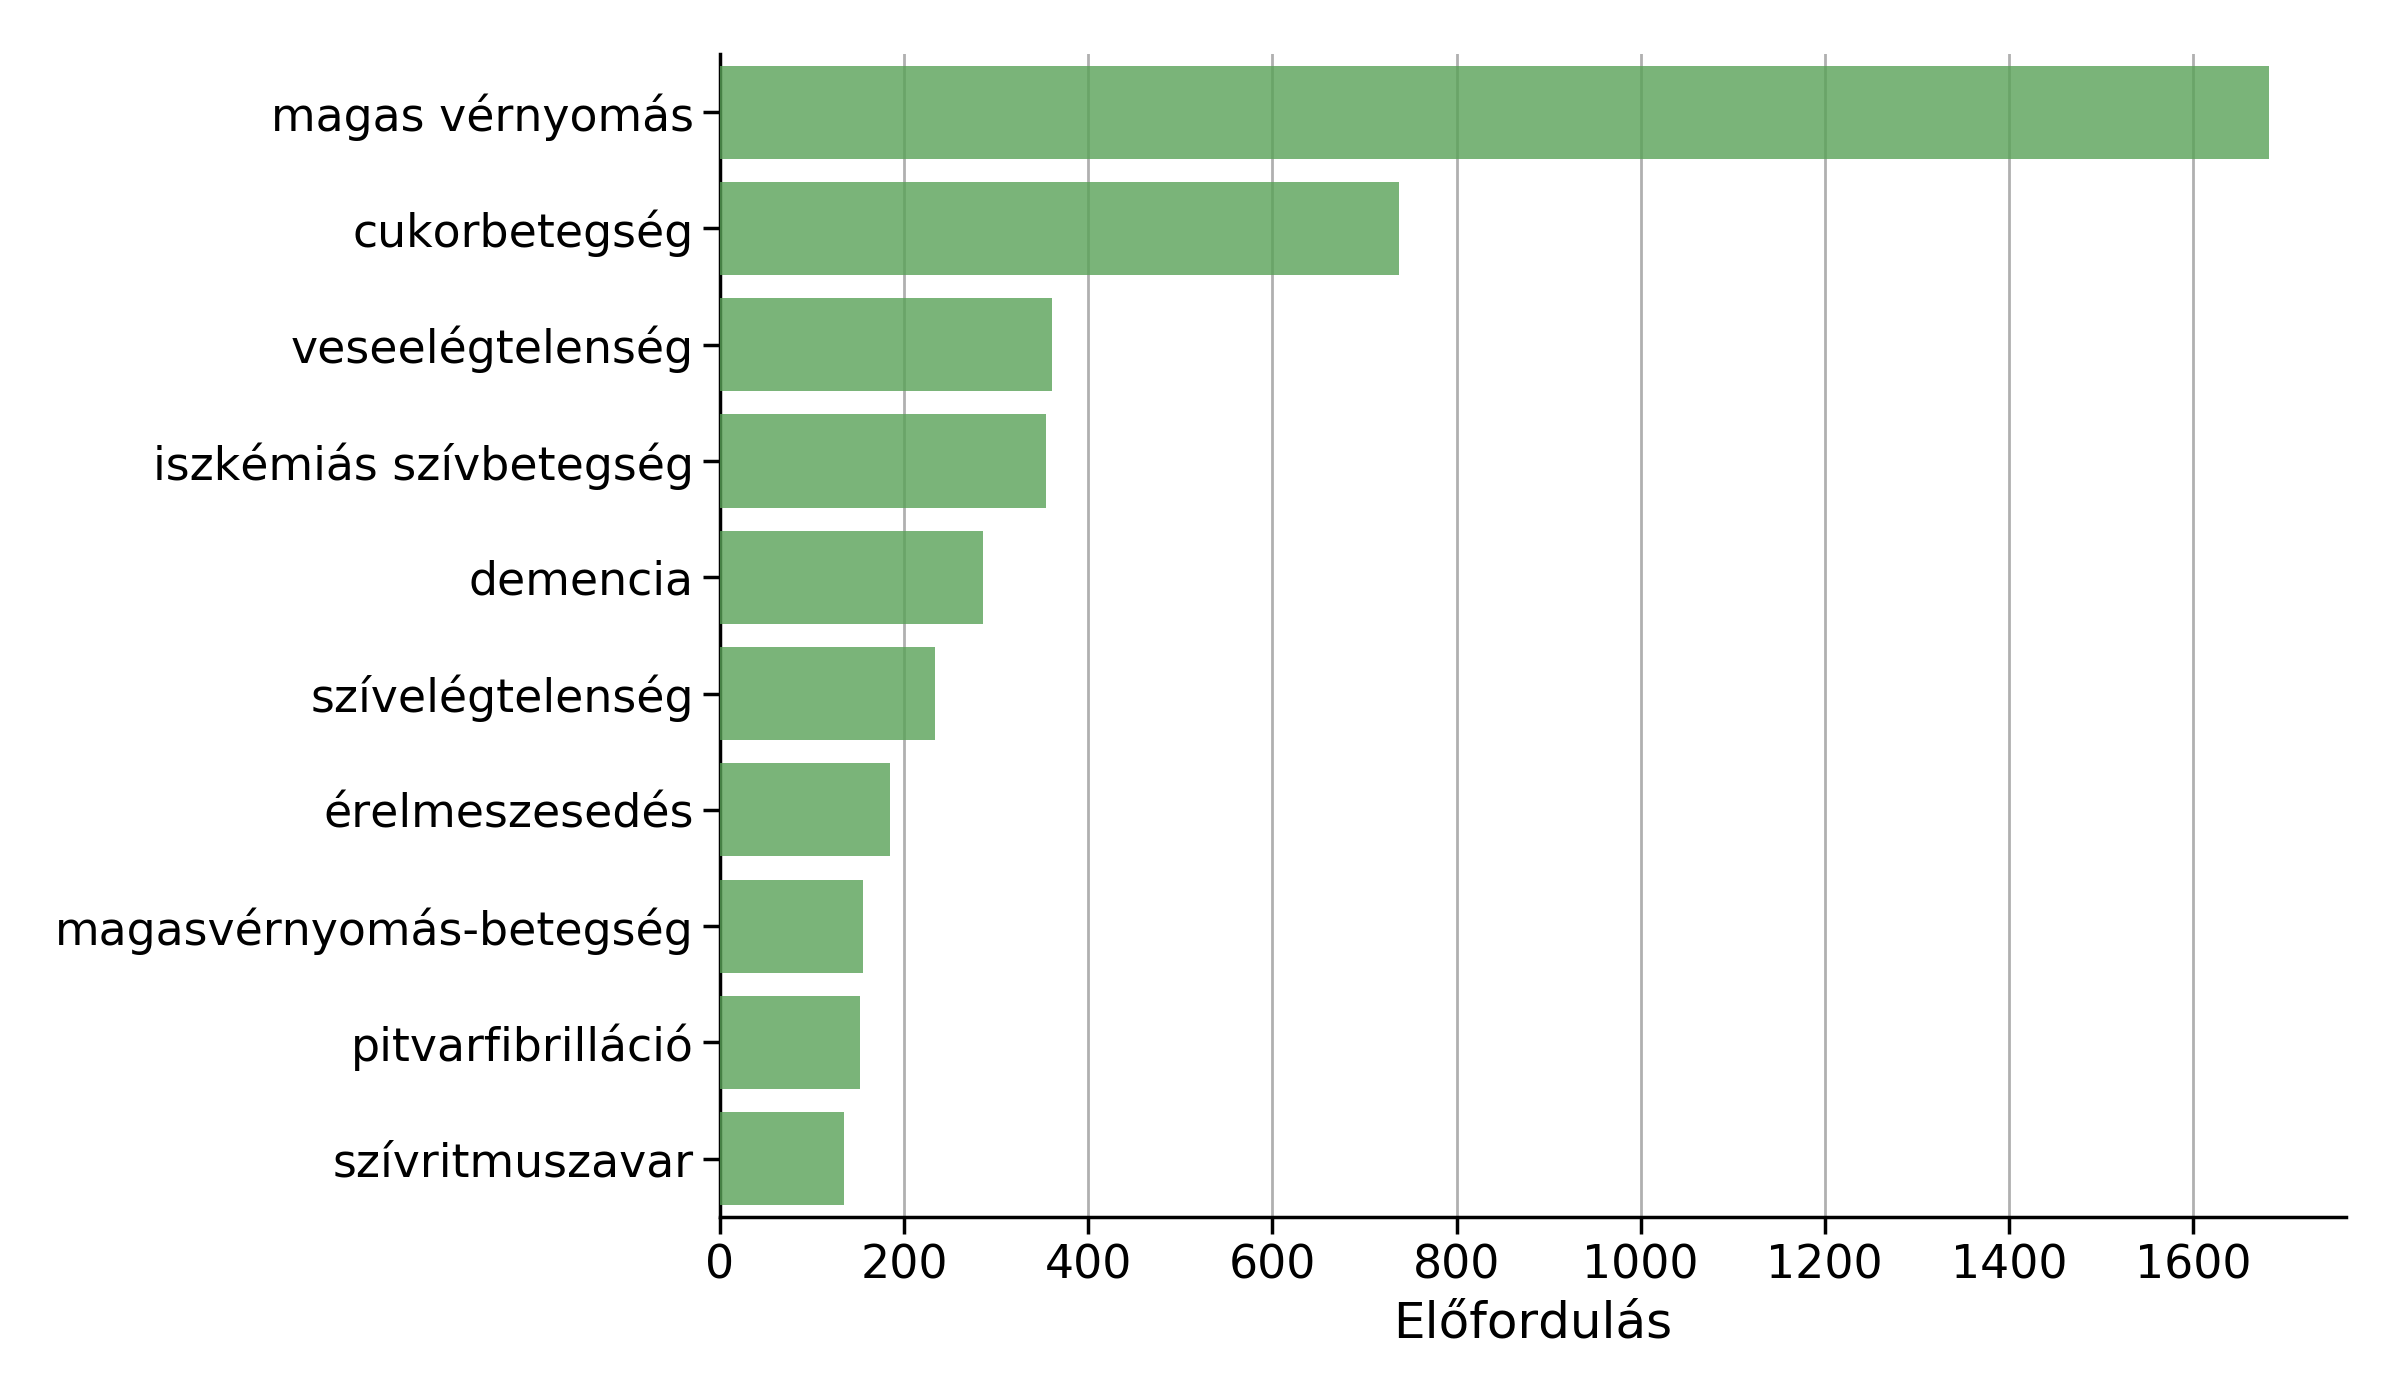 magas vérnyomás
cukorbetegség
veseelégtelenség
iszkémiás szívbetegség
demencia
szívelégtelenség
érelmeszesedés
magasvérnyomás-betegség
pitvarfibrilláció
szívritmuszavar
0 200 400 600 800 1000 1200 1400 1600
Előfordulás